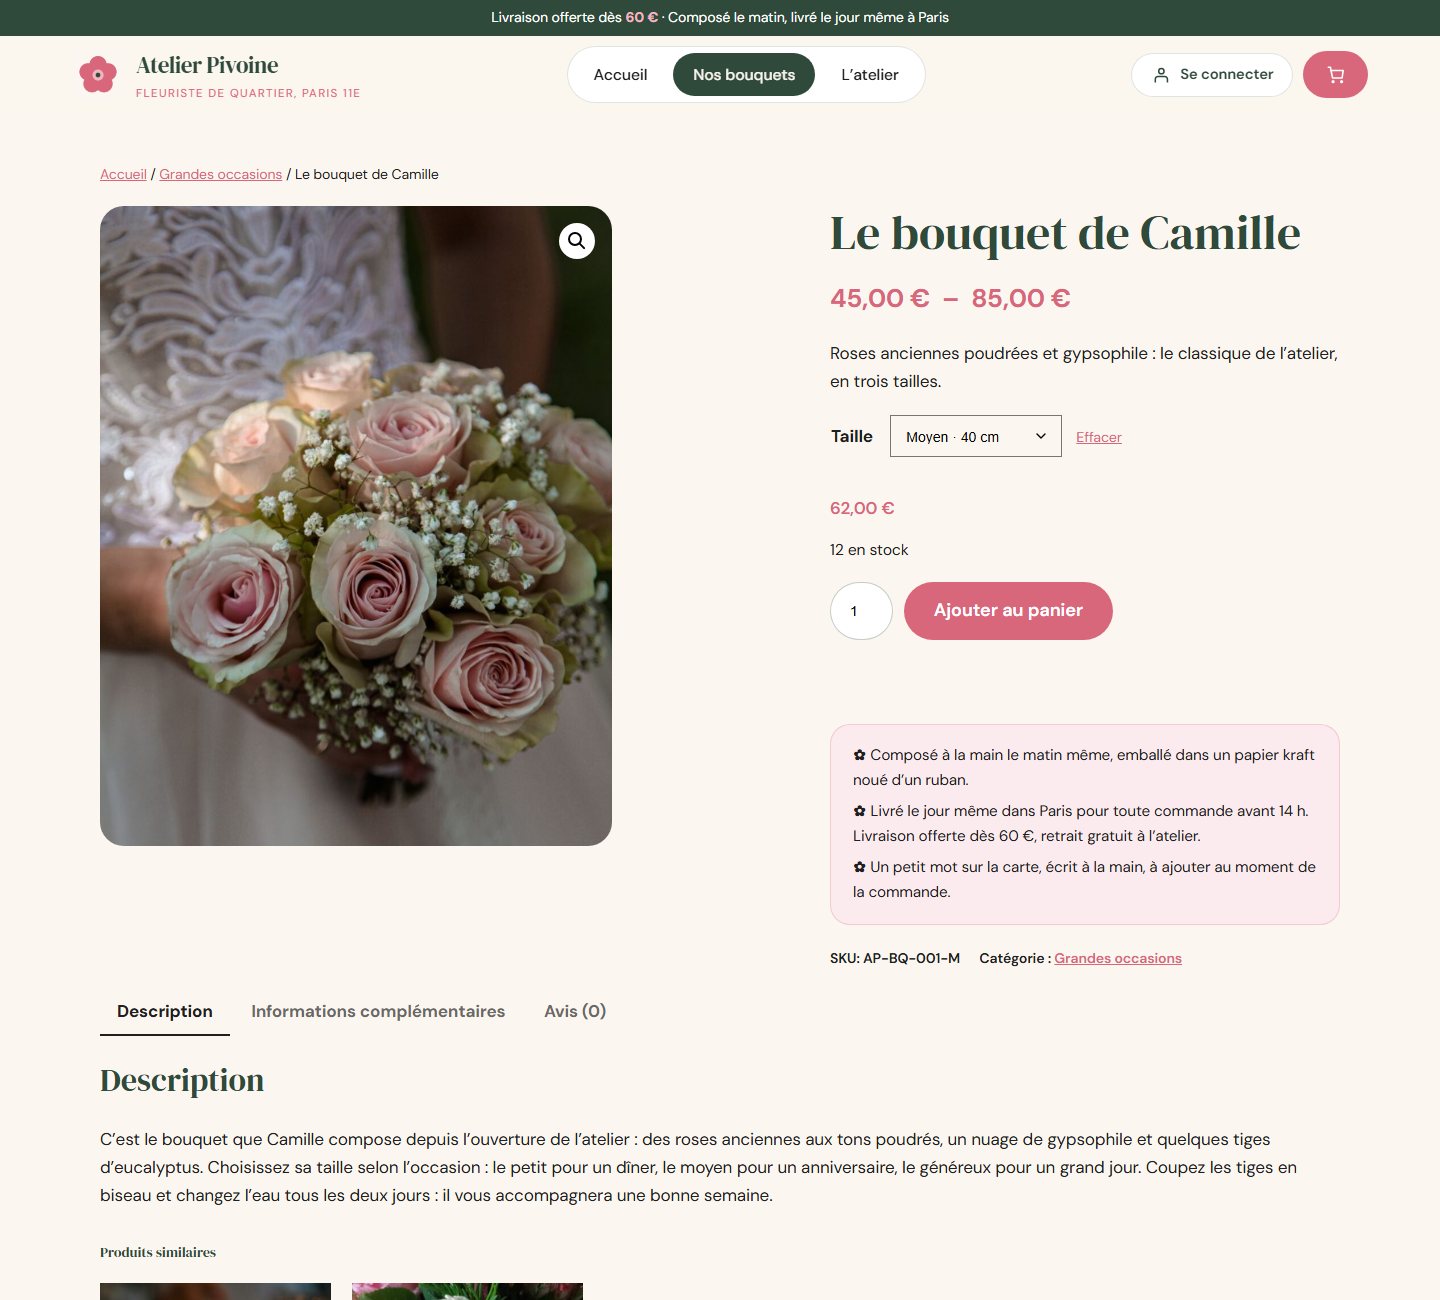 Livraison offerte dès 60 € · Composé le matin, livré le jour même à Paris
Atelier Pivoine
FLEURISTE DE QUARTIER, PARIS 11E
Accueil
Nos bouquets
L’atelier
Se connecter
Accueil / Grandes occasions / Le bouquet de Camille
Le bouquet de Camille
45,00 € – 85,00 €
Roses anciennes poudrées et gypsophile : le classique de l’atelier,
en trois tailles.
Taille
Moyen · 40 cm
Effacer
62,00 €
12 en stock
1
Ajouter au panier
✿ Composé à la main le matin même, emballé dans un papier kraft
noué d’un ruban.
✿ Livré le jour même dans Paris pour toute commande avant 14 h.
Livraison offerte dès 60 €, retrait gratuit à l’atelier.
✿ Un petit mot sur la carte, écrit à la main, à ajouter au moment de
la commande.
SKU: AP-BQ-001-M Catégorie : Grandes occasions
Description
Informations complémentaires
Avis (0)
Description
C’est le bouquet que Camille compose depuis l’ouverture de l’atelier : des roses anciennes aux tons poudrés, un nuage de gypsophile et quelques tiges
d’eucalyptus. Choisissez sa taille selon l’occasion : le petit pour un dîner, le moyen pour un anniversaire, le généreux pour un grand jour. Coupez les tiges en
biseau et changez l’eau tous les deux jours : il vous accompagnera une bonne semaine.
Produits similaires